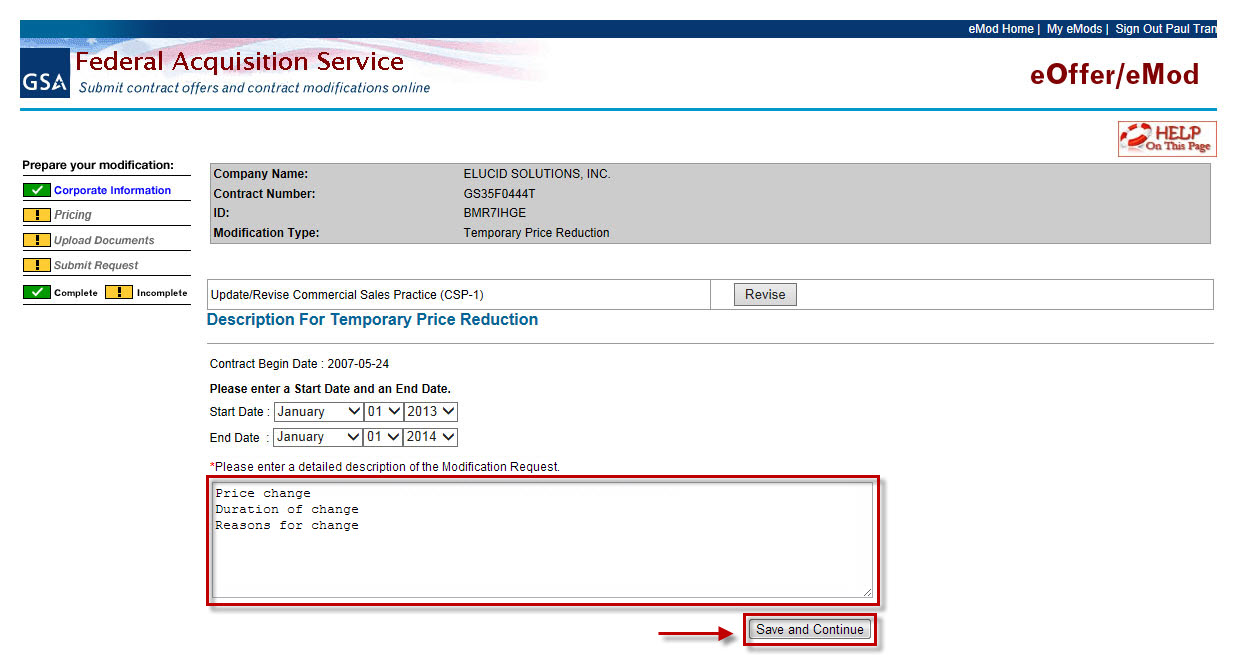 eMod Home | My eMods | Sign Out Paul Tran
GSA
Federal Acquisition Service
Submit contract offers and contract modifications online
eOffer/eMod
HELP
On This Page
Prepare your modification:
Corporate Information
! Pricing
! Upload Documents
! Submit Request
Complete ! Incomplete
Company Name: ELUCID SOLUTIONS, INC.
Contract Number: GS35F0444T
ID: BMR7IHGE
Modification Type: Temporary Price Reduction
Update/Revise Commercial Sales Practice (CSP-1) Revise
Description For Temporary Price Reduction
Contract Begin Date : 2007-05-24
Please enter a Start Date and an End Date.
Start Date : January 01 2013
End Date : January 01 2014
*Please enter a detailed description of the Modification Request.
Price change
Duration of change
Reasons for change
Save and Continue